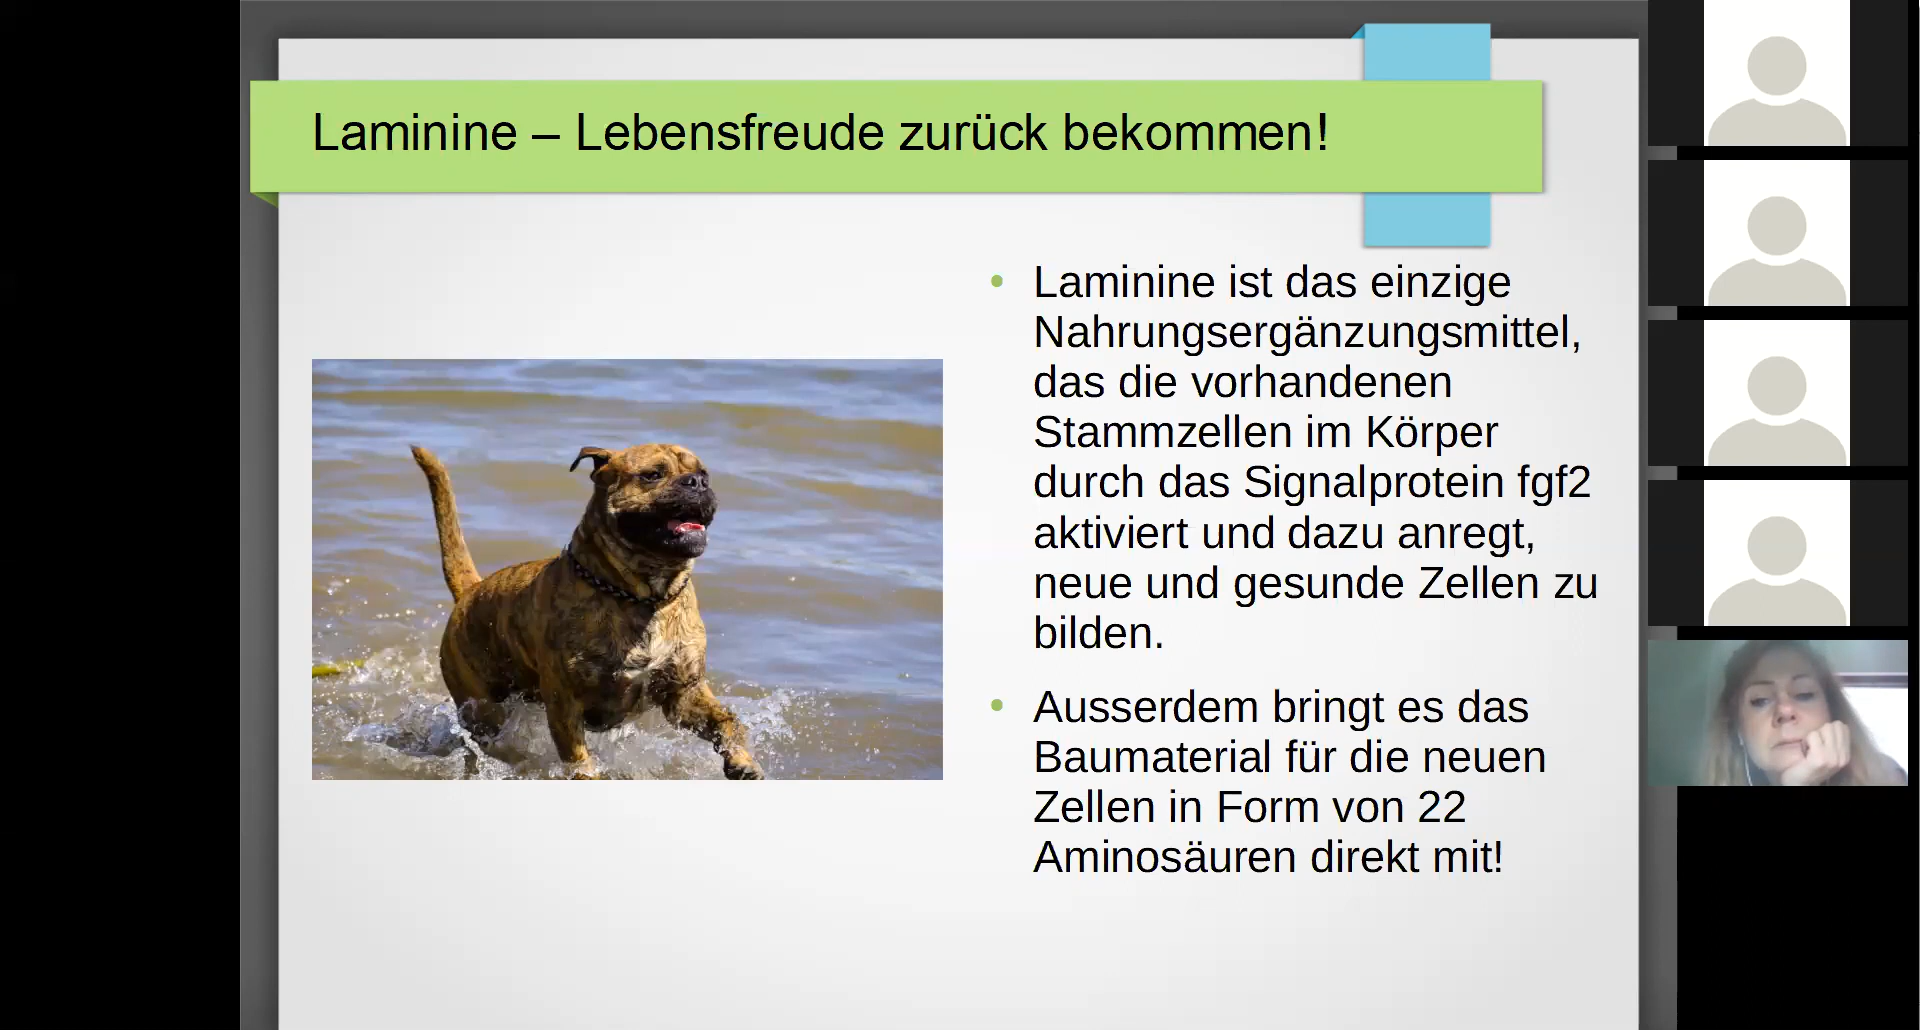 Laminine – Lebensfreude zurück bekommen!
Laminine ist das einzige
Nahrungsergänzungsmittel,
das die vorhandenen
Stammzellen im Körper
durch das Signalprotein fgf2
aktiviert und dazu anregt,
neue und gesunde Zellen zu
bilden.
Ausserdem bringt es das
Baumaterial für die neuen
Zellen in Form von 22
Aminosäuren direkt mit!